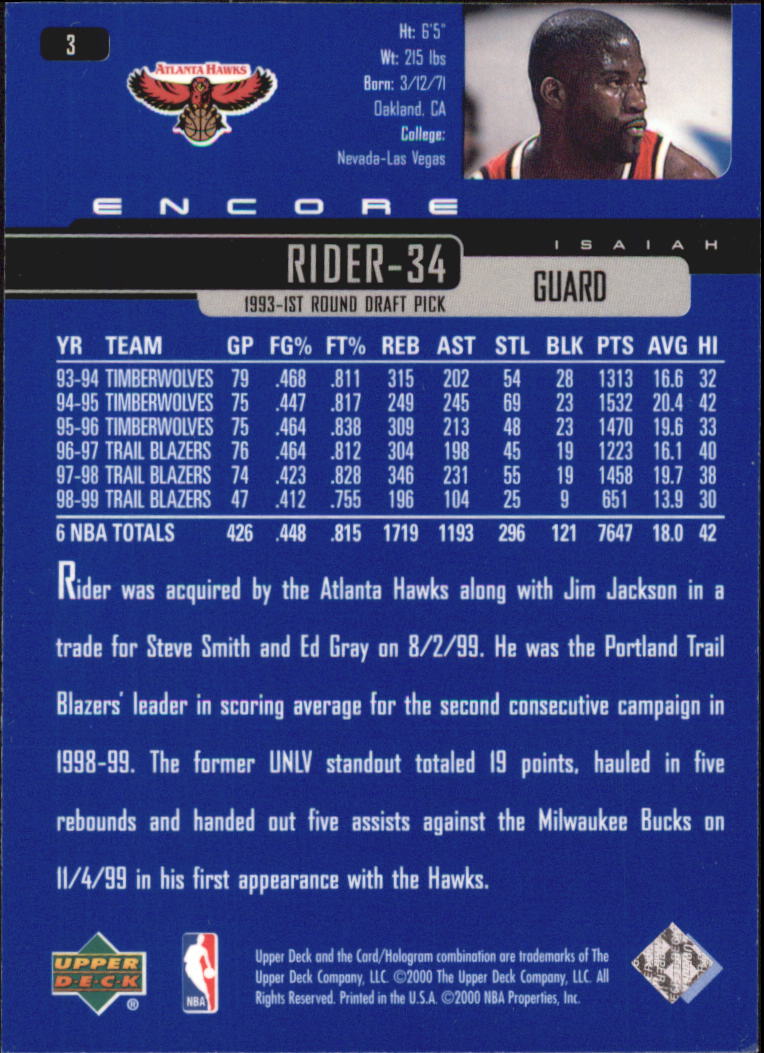 3
ATLANTA HAWKS
Ht: 6'5"
Wt: 215 lbs
Born: 3/12/71
Oakland, CA
College:
Nevada-Las Vegas
ENCORE
ISAIAH
RIDER-34
GUARD
1993-1ST ROUND DRAFT PICK
YR TEAM GP FG% FT% REB AST STL BLK PTS AVG HI
93-94 TIMBERWOLVES 79 .468 .811 315 202 54 28 1313 16.6 32
94-95 TIMBERWOLVES 75 .447 .817 249 245 69 23 1532 20.4 42
95-96 TIMBERWOLVES 75 .464 .838 309 213 48 23 1470 19.6 33
96-97 TRAIL BLAZERS 76 .464 .812 304 198 45 19 1223 16.1 40
97-98 TRAIL BLAZERS 74 .423 .828 346 231 55 19 1458 19.7 38
98-99 TRAIL BLAZERS 47 .412 .755 196 104 25 9 651 13.9 30
6 NBA TOTALS 426 .448 .815 1719 1193 296 121 7647 18.0 42
Rider was acquired by the Atlanta Hawks along with Jim Jackson in a
trade for Steve Smith and Ed Gray on 8/2/99. He was the Portland Trail
Blazers' leader in scoring average for the second consecutive campaign in
1998-99. The former UNLV standout totaled 19 points, hauled in five
rebounds and handed out five assists against the Milwaukee Bucks on
11/4/99 in his first appearance with the Hawks.
UPPER
DECK
®
NBA
Upper Deck and the Card/Hologram combination are trademarks of The
Upper Deck Company, LLC. ©2000 The Upper Deck Company, LLC. All
Rights Reserved. Printed in the U.S.A. ©2000 NBA Properties, Inc.